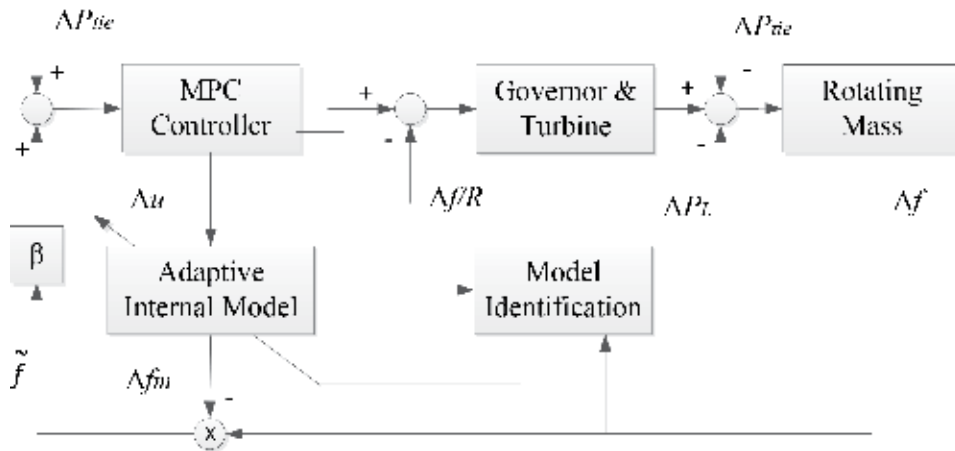 ΔPtie ΔPtie
+ MPC Controller + Governor & Turbine + - Rotating Mass
+ - -
Δu Δf/R ΔPL Δf
β Adaptive Internal Model Model Identification
f̃ Δfm -
x